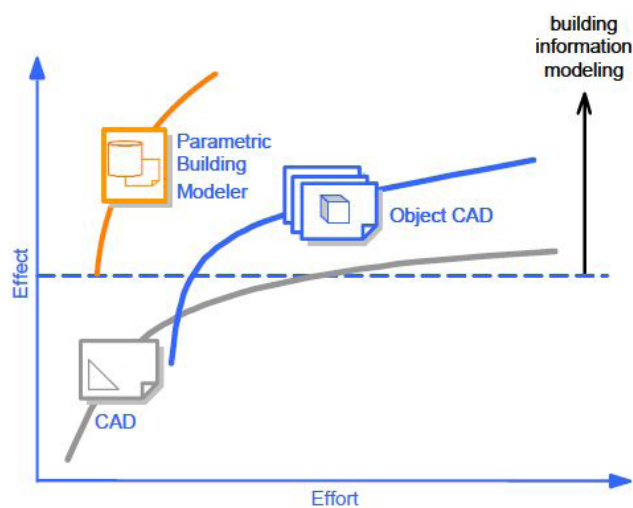 building
information
modeling
Parametric
Building
Modeler
Object CAD
Effect
CAD
Effort